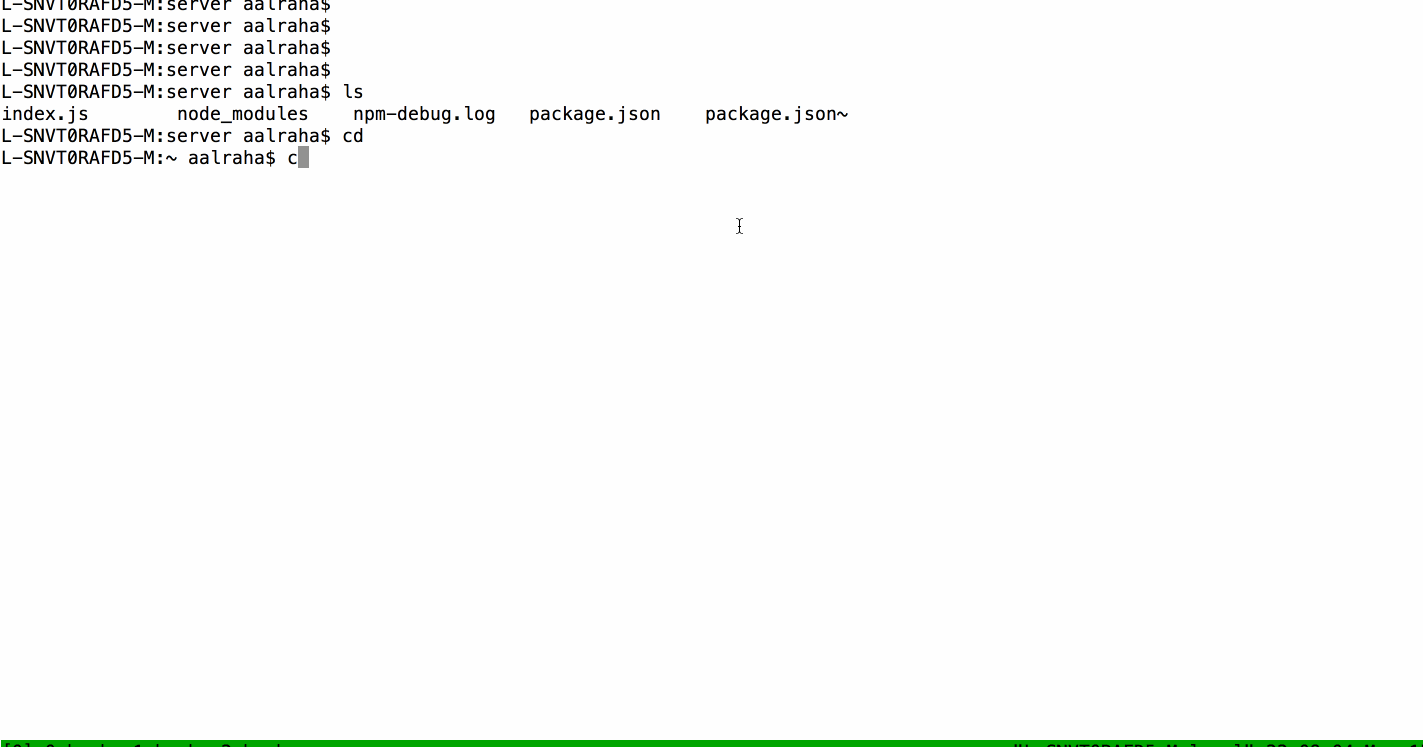 L-SNVT0RAFD5-M:server aalraha$
L-SNVT0RAFD5-M:server aalraha$
L-SNVT0RAFD5-M:server aalraha$
L-SNVT0RAFD5-M:server aalraha$
L-SNVT0RAFD5-M:server aalraha$ ls
index.js node_modules npm-debug.log package.json package.json~
L-SNVT0RAFD5-M:server aalraha$ cd
L-SNVT0RAFD5-M:~ aalraha$ c